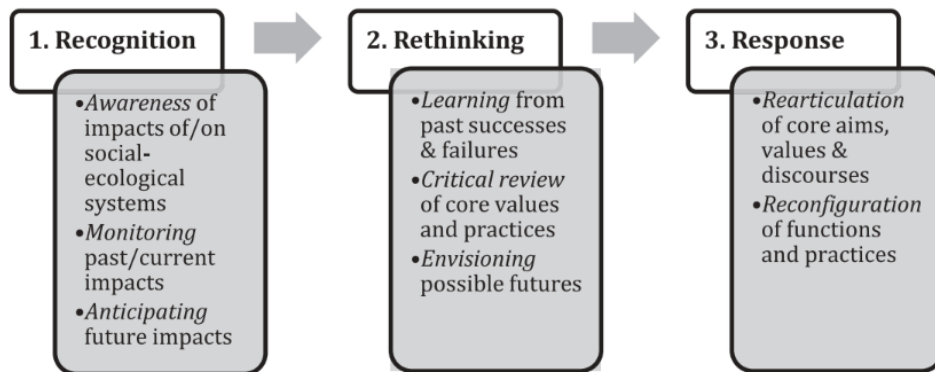 1. Recognition
•Awareness of
impacts of/on
social-
ecological
systems
•Monitoring
past/current
impacts
•Anticipating
future impacts
2. Rethinking
•Learning from
past successes
& failures
•Critical review
of core values
and practices
•Envisioning
possible futures
3. Response
•Rearticulation
of core aims,
values &
discourses
•Reconfiguration
of functions
and practices